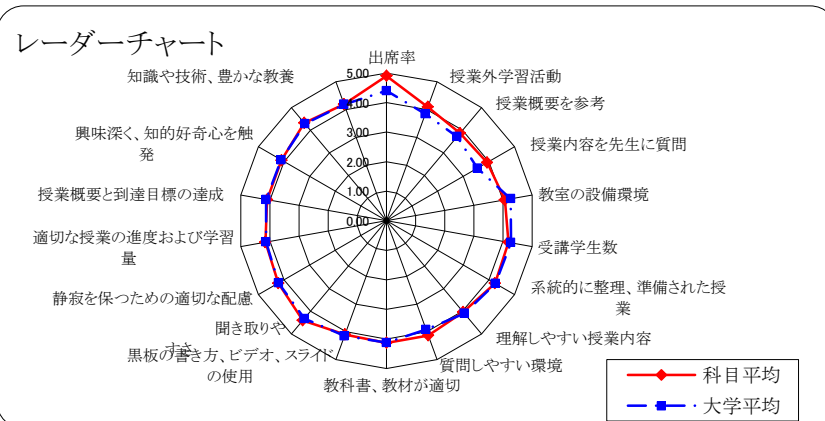 レーダーチャート
出席率
授業外学習活動
授業概要を参考
授業内容を先生に質問
教室の設備環境
受講学生数
系統的に整理、準備された授
業
理解しやすい授業内容
質問しやすい環境
教科書、教材が適切
黒板の書き方、ビデオ、スライド
の使用
聞き取りや
すさ
静寂を保つための適切な配慮
適切な授業の進度および学習
量
授業概要と到達目標の達成
興味深く、知的好奇心を触
発
知識や技術、豊かな教養
5.00
4.00
3.00
2.00
1.00
0.00
科目平均
大学平均